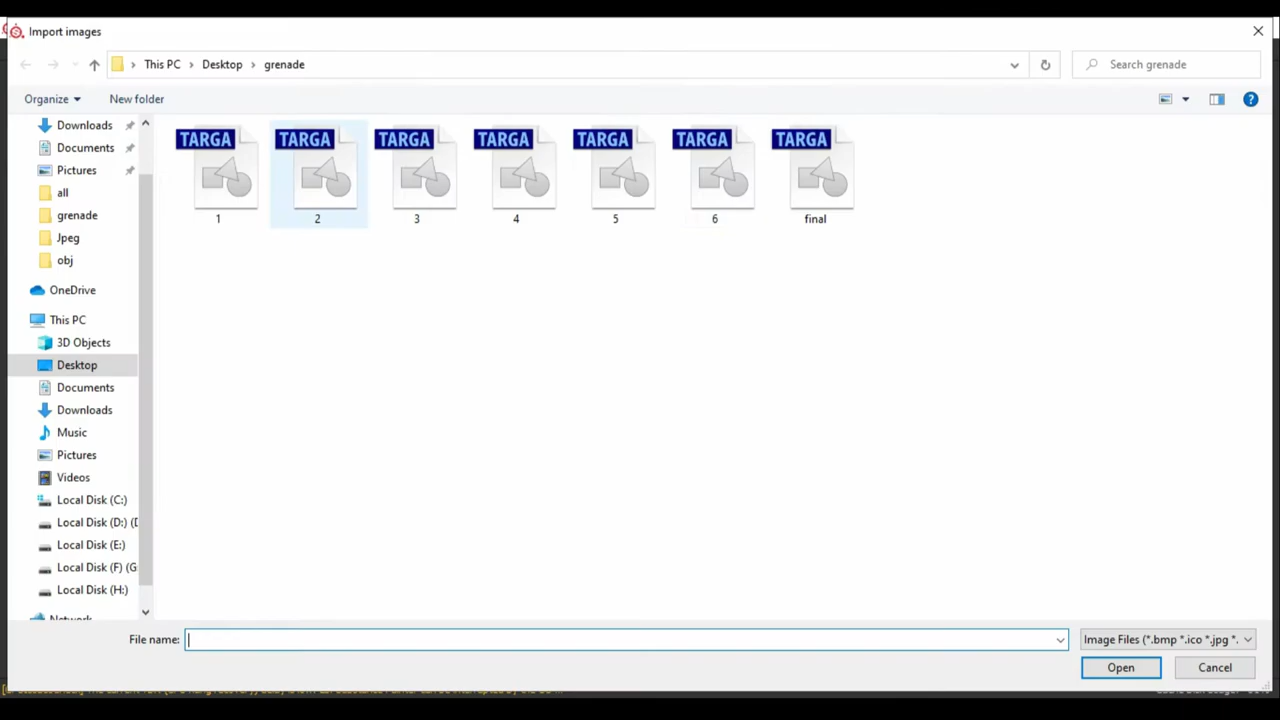 Import images
This PC
Desktop
grenade
Search grenade
Organize
New folder
Downloads
Documents
Pictures
all
grenade
Jpeg
obj
OneDrive
This PC
3D Objects
Desktop
Documents
Downloads
Music
Pictures
Videos
Local Disk (C:)
Local Disk (D:) (D
Local Disk (E:)
Local Disk (F) (G
Local Disk (H:)
Network
TARGA TARGA TARGA TARGA TARGA TARGA TARGA
1 2 3 4 5 6 final
File name:
Image Files (*.bmp *.ico *.jpg *.
Open
Cancel